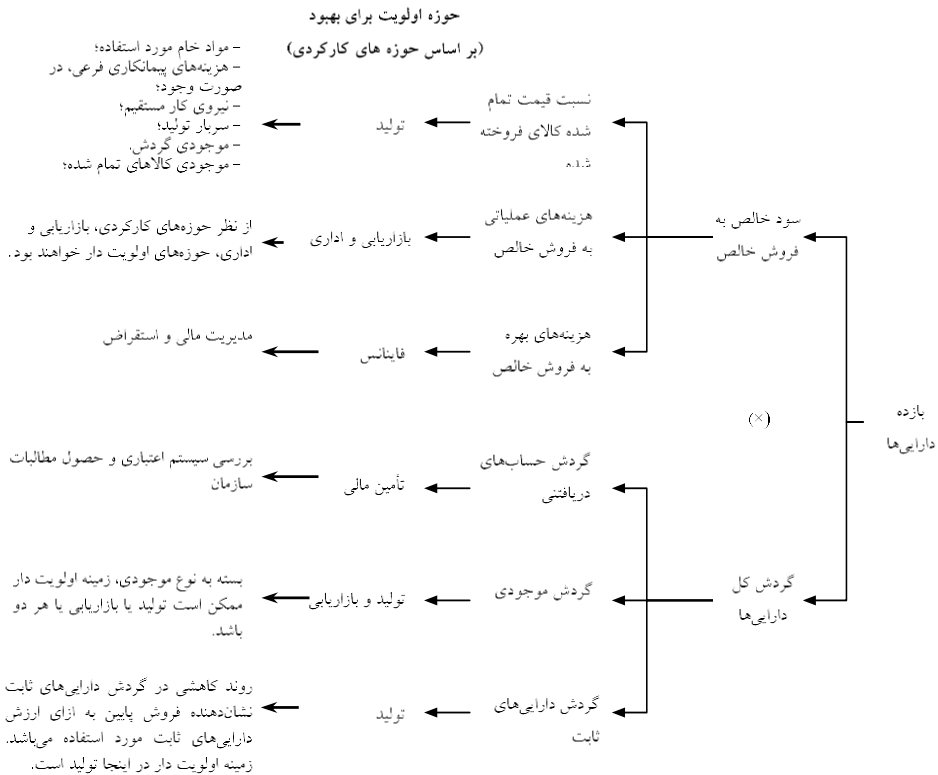 حوزه اولویت برای بهبود
(بر اساس حوزه های کارکردی)
بازده
دارایی‌ها
(×)
سود خالص به
فروش خالص
نسبت قیمت تمام
شده کالای فروخته
شده
تولید
– مواد خام مورد استفاده؛
– هزینه‌های پیمانکاری فرعی، در
صورت وجود؛
– نیروی کار مستقیم؛
– سربار تولید؛
– موجودی گردش.
– موجودی کالاهای تمام شده؛
هزینه‌های عملیاتی
به فروش خالص
بازاریابی و اداری
از نظر حوزه‌های کارکردی، بازاریابی و
اداری، حوزه‌های اولویت دار خواهند بود.
هزینه‌های بهره
به فروش خالص
فاینانس
مدیریت مالی و استقراض
گردش کل
دارایی‌ها
گردش حساب‌های
دریافتنی
تأمین مالی
بررسی سیستم اعتباری و حصول مطالبات
سازمان
گردش موجودی
تولید و بازاریابی
بسته به نوع موجودی، زمینه اولویت دار
ممکن است تولید یا بازاریابی یا هر دو
باشد.
گردش دارایی‌های
ثابت
تولید
روند کاهشی در گردش دارایی‌های ثابت
نشان‌دهنده فروش پایین به ازای ارزش
دارایی‌های ثابت مورد استفاده می‌باشد.
زمینه اولویت دار در اینجا تولید است.